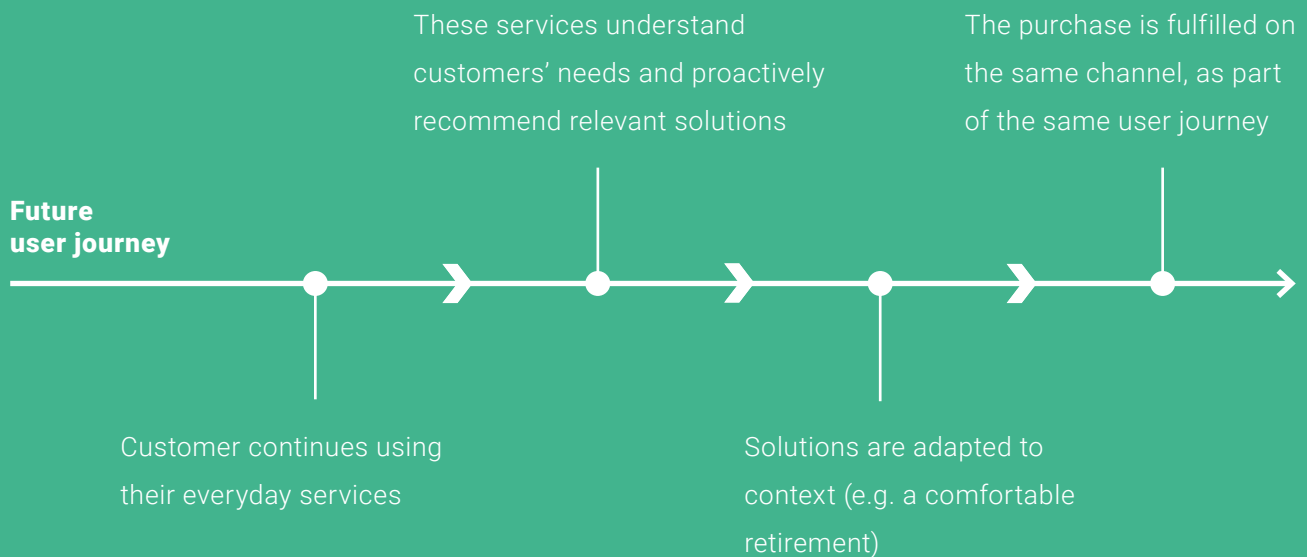 Future
user journey
Customer continues using
their everyday services
These services understand
customers’ needs and proactively
recommend relevant solutions
Solutions are adapted to
context (e.g. a comfortable
retirement)
The purchase is fulfilled on
the same channel, as part
of the same user journey